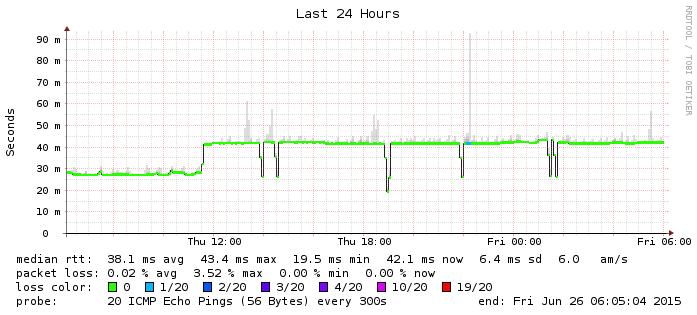 Last 24 Hours
RRDTOOL / TOBI OETIKER
Seconds
90 m
80 m
70 m
60 m
50 m
40 m
30 m
20 m
10 m
0
Thu 12:00 Thu 18:00 Fri 00:00 Fri 06:00
median rtt: 38.1 ms avg 43.4 ms max 19.5 ms min 42.1 ms now 6.4 ms sd 6.0 am/s
packet loss: 0.02 % avg 3.52 % max 0.00 % min 0.00 % now
loss color: 0 1/20 2/20 3/20 4/20 10/20 19/20
probe: 20 ICMP Echo Pings (56 Bytes) every 300s end: Fri Jun 26 06:05:04 2015